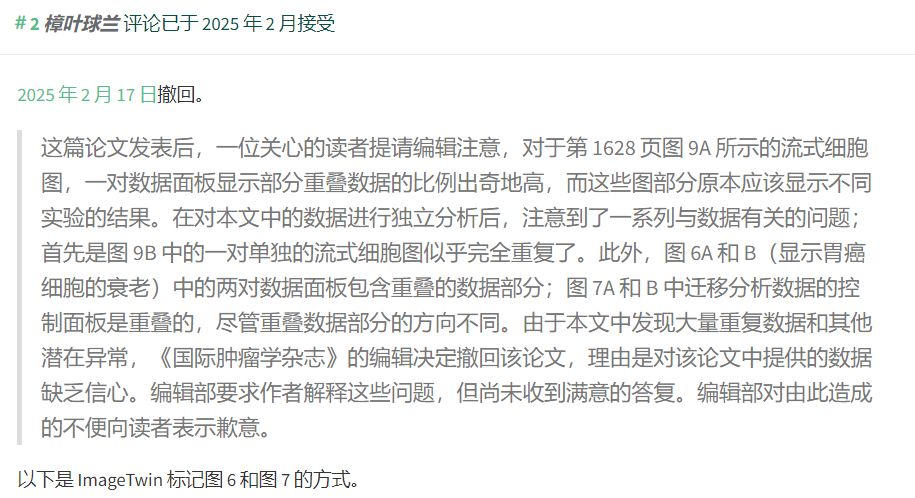 # 2 樟叶球兰 评论已于 2025 年 2 月接受
2025 年 2 月 17 日撤回。
这篇论文发表后，一位关心的读者提请编辑注意，对于第 1628 页图 9A 所示的流式细胞
图，一对数据面板显示部分重叠数据的比例出奇地高，而这些图部分原本应该显示不同
实验的结果。在对本文中的数据进行独立分析后，注意到了一系列与数据有关的问题；
首先是图 9B 中的一对单独的流式细胞图似乎完全重复了。此外，图 6A 和 B（显示胃癌
细胞的衰老）中的两对数据面板包含重叠的数据部分；图 7A 和 B 中迁移分析数据的控
制面板是重叠的，尽管重叠数据部分的方向不同。由于本文中发现大量重复数据和其他
潜在异常，《国际肿瘤学杂志》的编辑决定撤回该论文，理由是对该论文中提供的数据
缺乏信心。编辑部要求作者解释这些问题，但尚未收到满意的答复。编辑部对由此造成
的不便向读者表示歉意。
以下是 ImageTwin 标记图 6 和图 7 的方式。